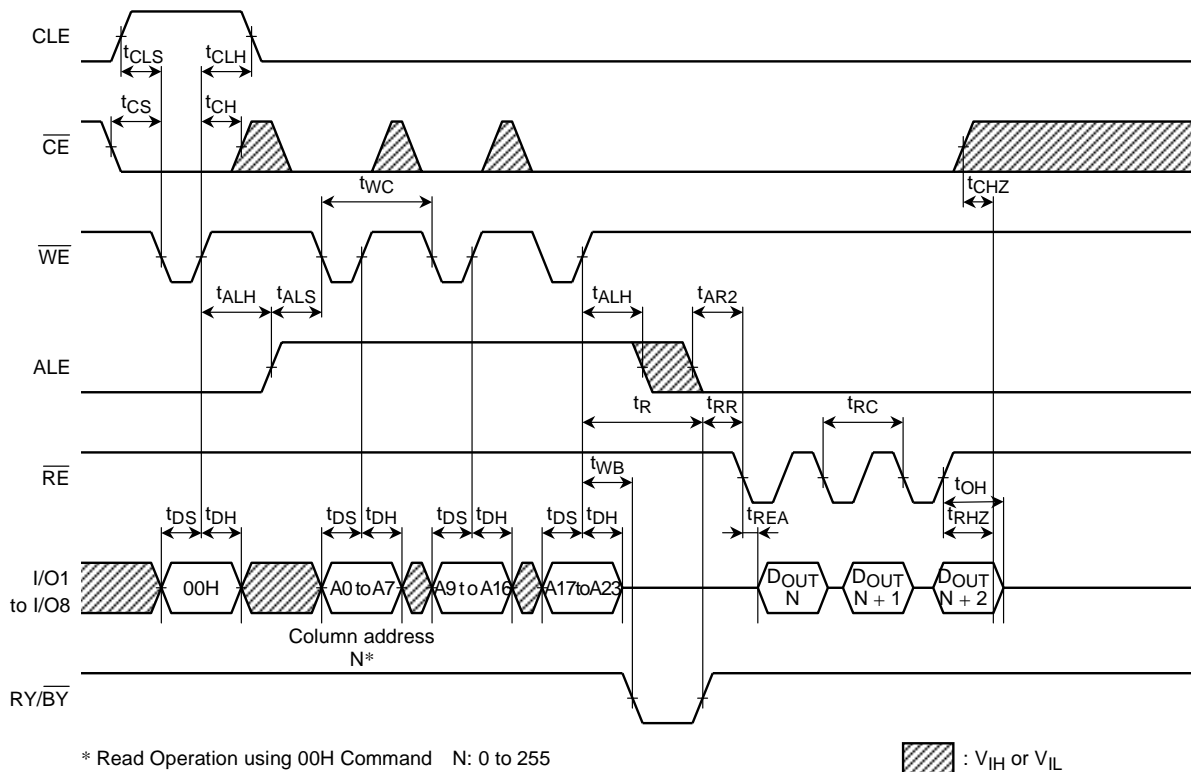 CLE
tCLS
tCLH
tCS
tCH
CE
tCHZ
tWC
WE
tALH
tALS
tALH
tAR2
ALE
tR
tRR
tRC
RE
tWB
tOH
tREA
tRHZ
tDS
tDH
tDS
tDH
tDS
tDH
tDS
tDH
I/O1
to I/O8
00H
A0 to A7
A9 to A16
A17 to A23
DOUT
N
DOUT
N + 1
DOUT
N + 2
Column address
N*
RY/BY
* Read Operation using 00H Command N: 0 to 255
: VIH or VIL